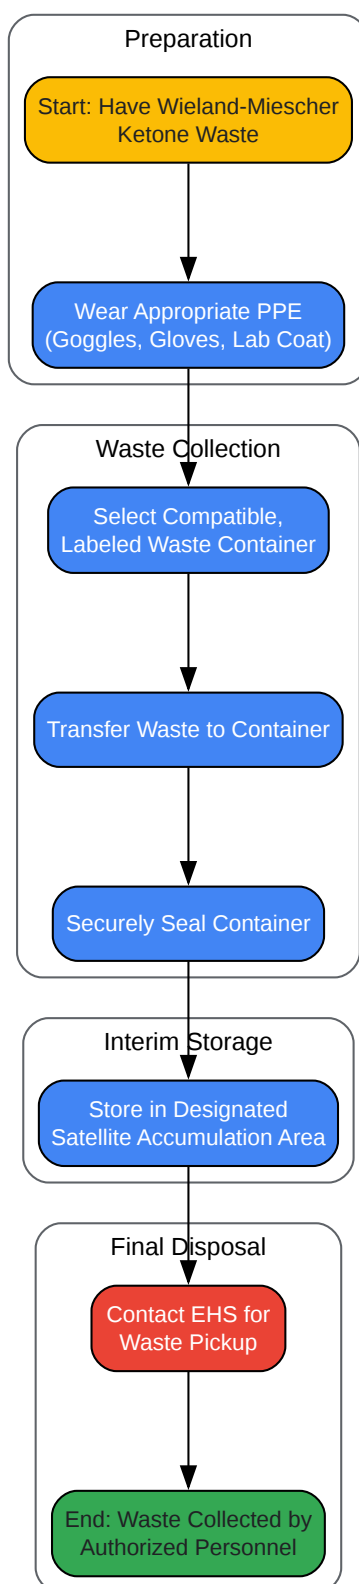 Preparation
Start: Have Wieland-Miescher
Ketone Waste
Wear Appropriate PPE
(Goggles, Gloves, Lab Coat)
Waste Collection
Select Compatible,
Labeled Waste Container
Transfer Waste to Container
Securely Seal Container
Interim Storage
Store in Designated
Satellite Accumulation Area
Final Disposal
Contact EHS for
Waste Pickup
End: Waste Collected by
Authorized Personnel